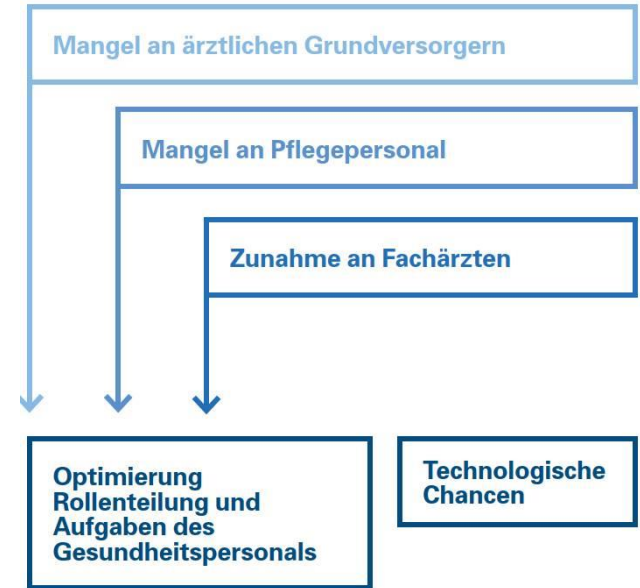 Mangel an ärztlichen Grundversorgern
Mangel an Pflegepersonal
Zunahme an Fachärzten
Optimierung
Rollenteilung und
Aufgaben des
Gesundheitspersonals
Technologische
Chancen